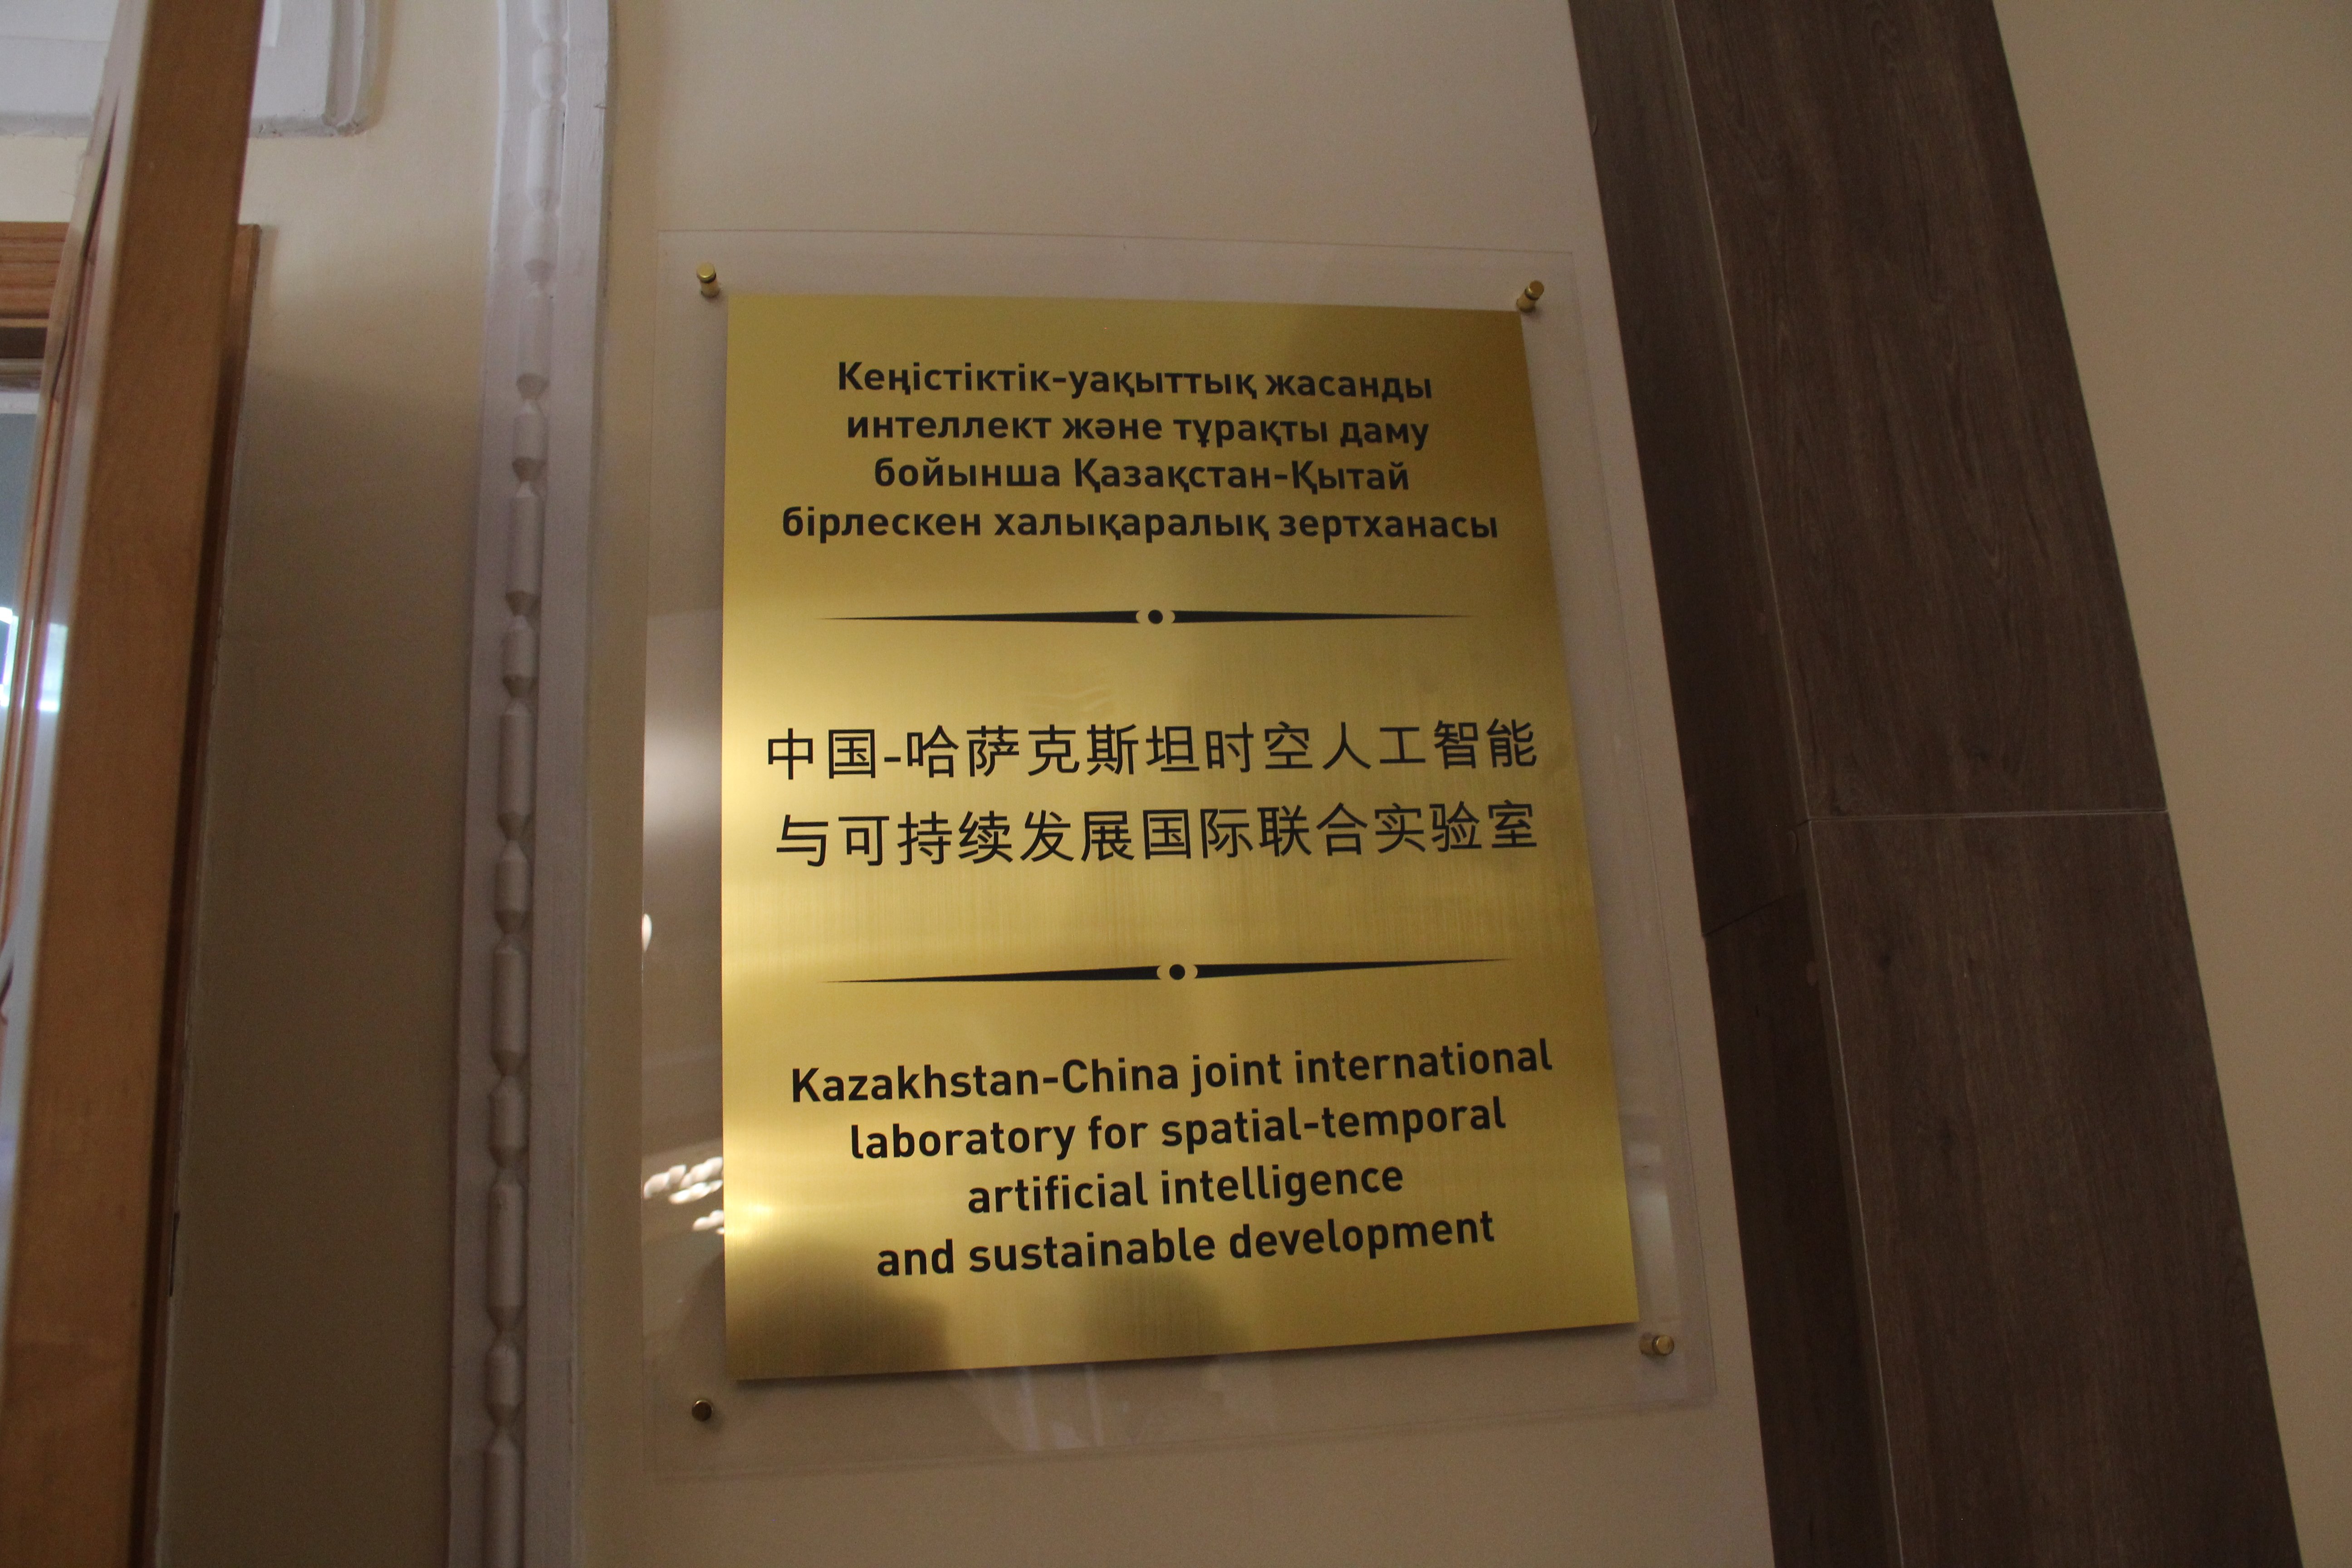 Кеңістіктік-уақыттық жасанды
интеллект және тұрақты даму
бойынша Қазақстан-Қытай
бірлескен халықаралық зертханасы
中国-哈萨克斯坦时空人工智能
与可持续发展国际联合实验室
Kazakhstan-China joint international
laboratory for spatial-temporal
artificial intelligence
and sustainable development